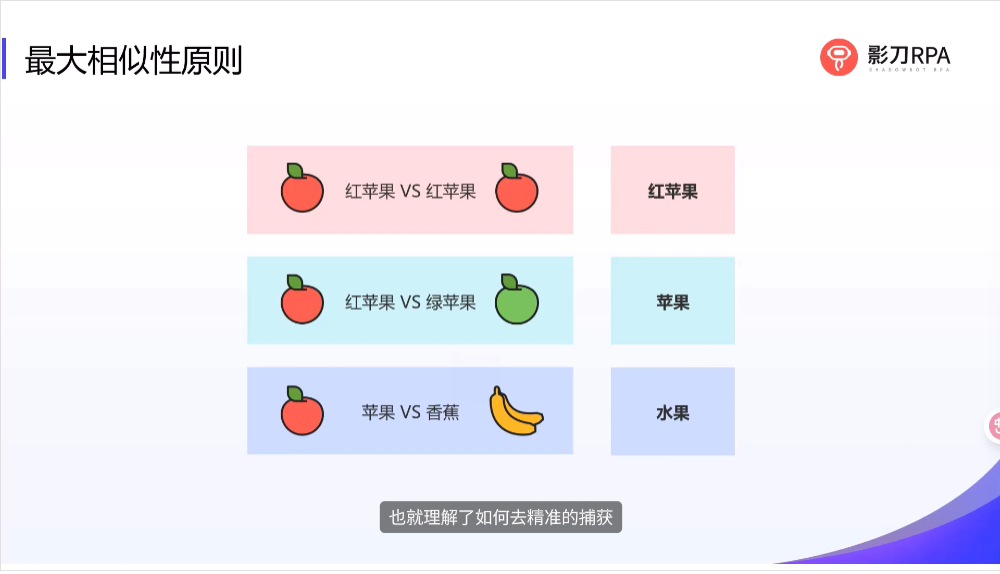 最大相似性原则
影刀RPA
SHADOWBOT RPA
红苹果 VS 红苹果
红苹果
红苹果 VS 绿苹果
苹果
苹果 VS 香蕉
水果
也就理解了如何去精准的捕获